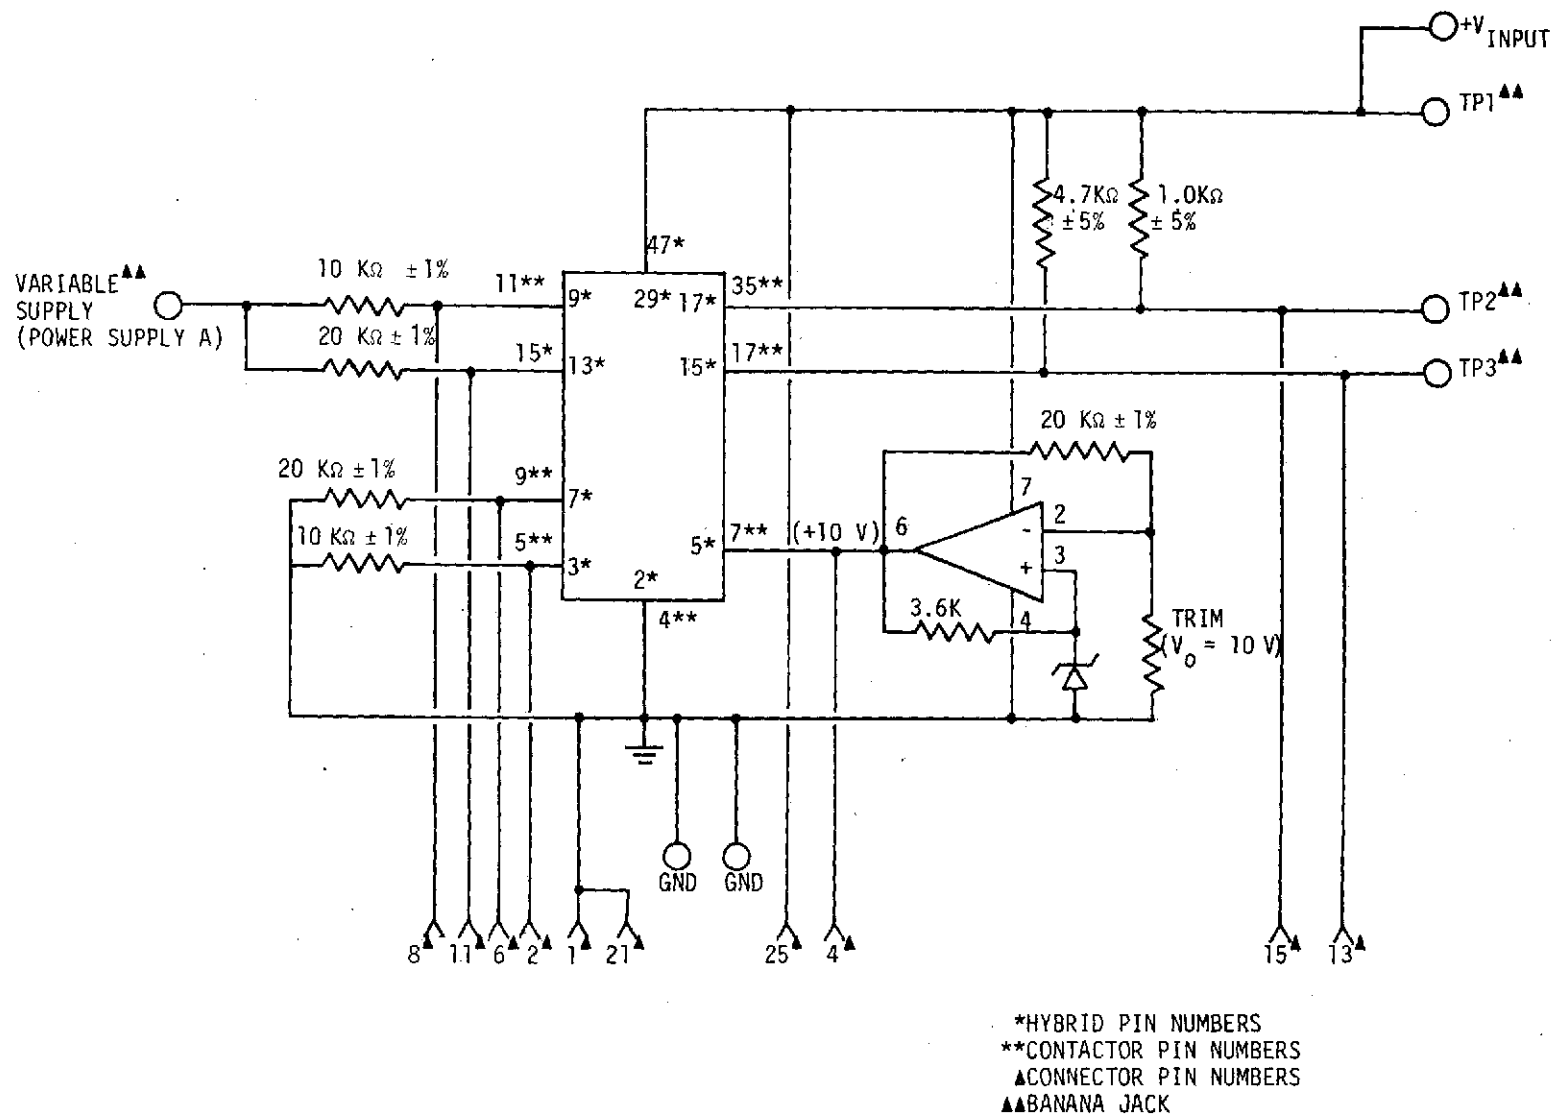 +V INPUT
TP1▲▲
4.7KΩ ±5%
1.0KΩ ±5%
47*
VARIABLE▲▲
SUPPLY
(POWER SUPPLY A)
10 KΩ ±1%
11**
9*
29*
17*
35**
TP2▲▲
20 KΩ ±1%
15*
13*
15*
17**
TP3▲▲
20 KΩ ±1%
20 KΩ ±1%
9**
7*
7
2
-
10 KΩ ±1%
5**
3*
5*
7**
(+10 V)
6
3
+
2*
4**
3.6K
4
TRIM
(V_O = 10 V)
GND
GND
8▲
11▲
6▲
2▲
1▲
21▲
25▲
4▲
15▲
13▲
*HYBRID PIN NUMBERS
**CONTACTOR PIN NUMBERS
▲CONNECTOR PIN NUMBERS
▲▲BANANA JACK